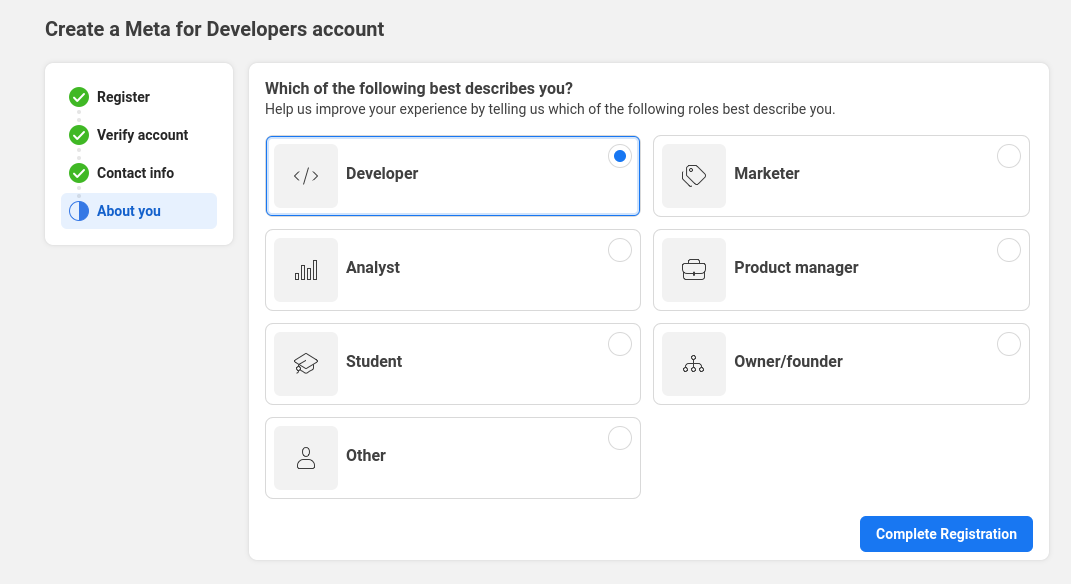 Create a Meta for Developers account
Register
Verify account
Contact info
About you
Which of the following best describes you?
Help us improve your experience by telling us which of the following roles best describe you.
Developer
Marketer
Analyst
Product manager
Student
Owner/founder
Other
Complete Registration